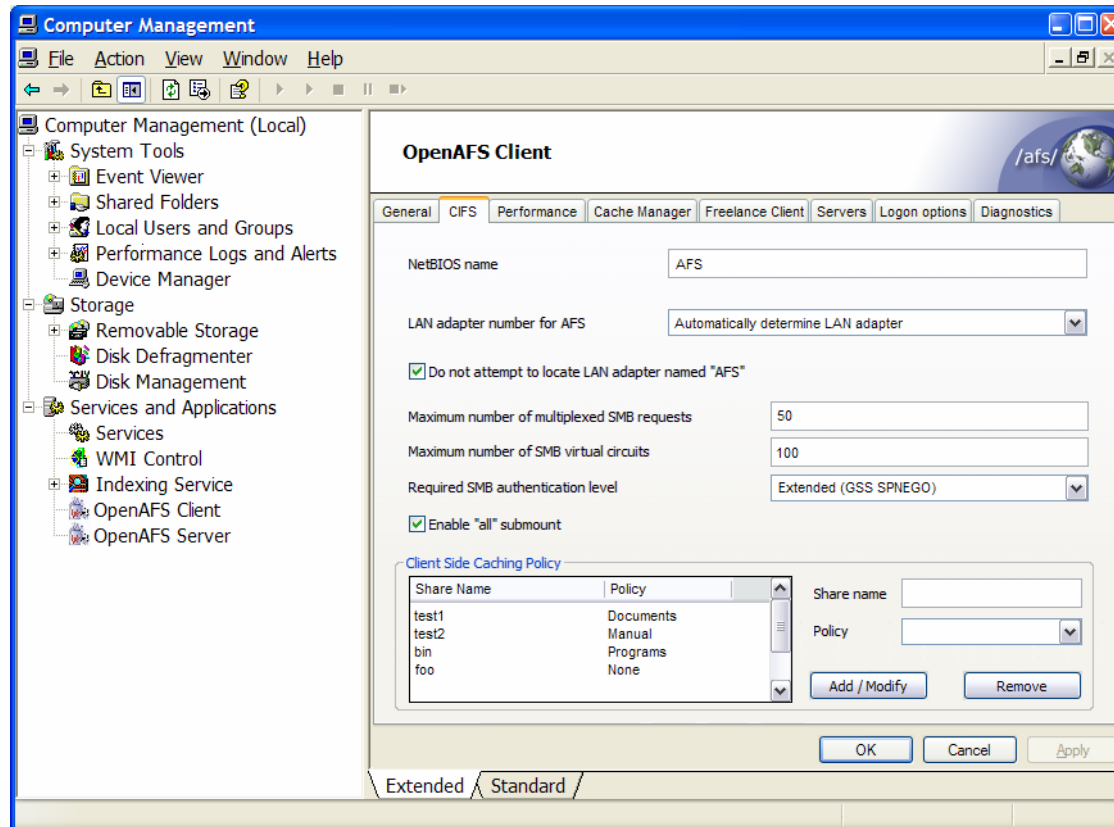 Computer Management
File Action View Window Help
Computer Management (Local)
System Tools
Event Viewer
Shared Folders
Local Users and Groups
Performance Logs and Alerts
Device Manager
Storage
Removable Storage
Disk Defragmenter
Disk Management
Services and Applications
Services
WMI Control
Indexing Service
OpenAFS Client
OpenAFS Server
OpenAFS Client
/afs/
General CIFS Performance Cache Manager Freelance Client Servers Logon options Diagnostics
NetBIOS name AFS
LAN adapter number for AFS Automatically determine LAN adapter
Do not attempt to locate LAN adapter named "AFS"
Maximum number of multiplexed SMB requests 50
Maximum number of SMB virtual circuits 100
Required SMB authentication level Extended (GSS SPNEGO)
Enable "all" submount
Client Side Caching Policy
Share Name Policy
test1 Documents
test2 Manual
bin Programs
foo None
Share name
Policy
Add / Modify Remove
OK Cancel Apply
Extended Standard